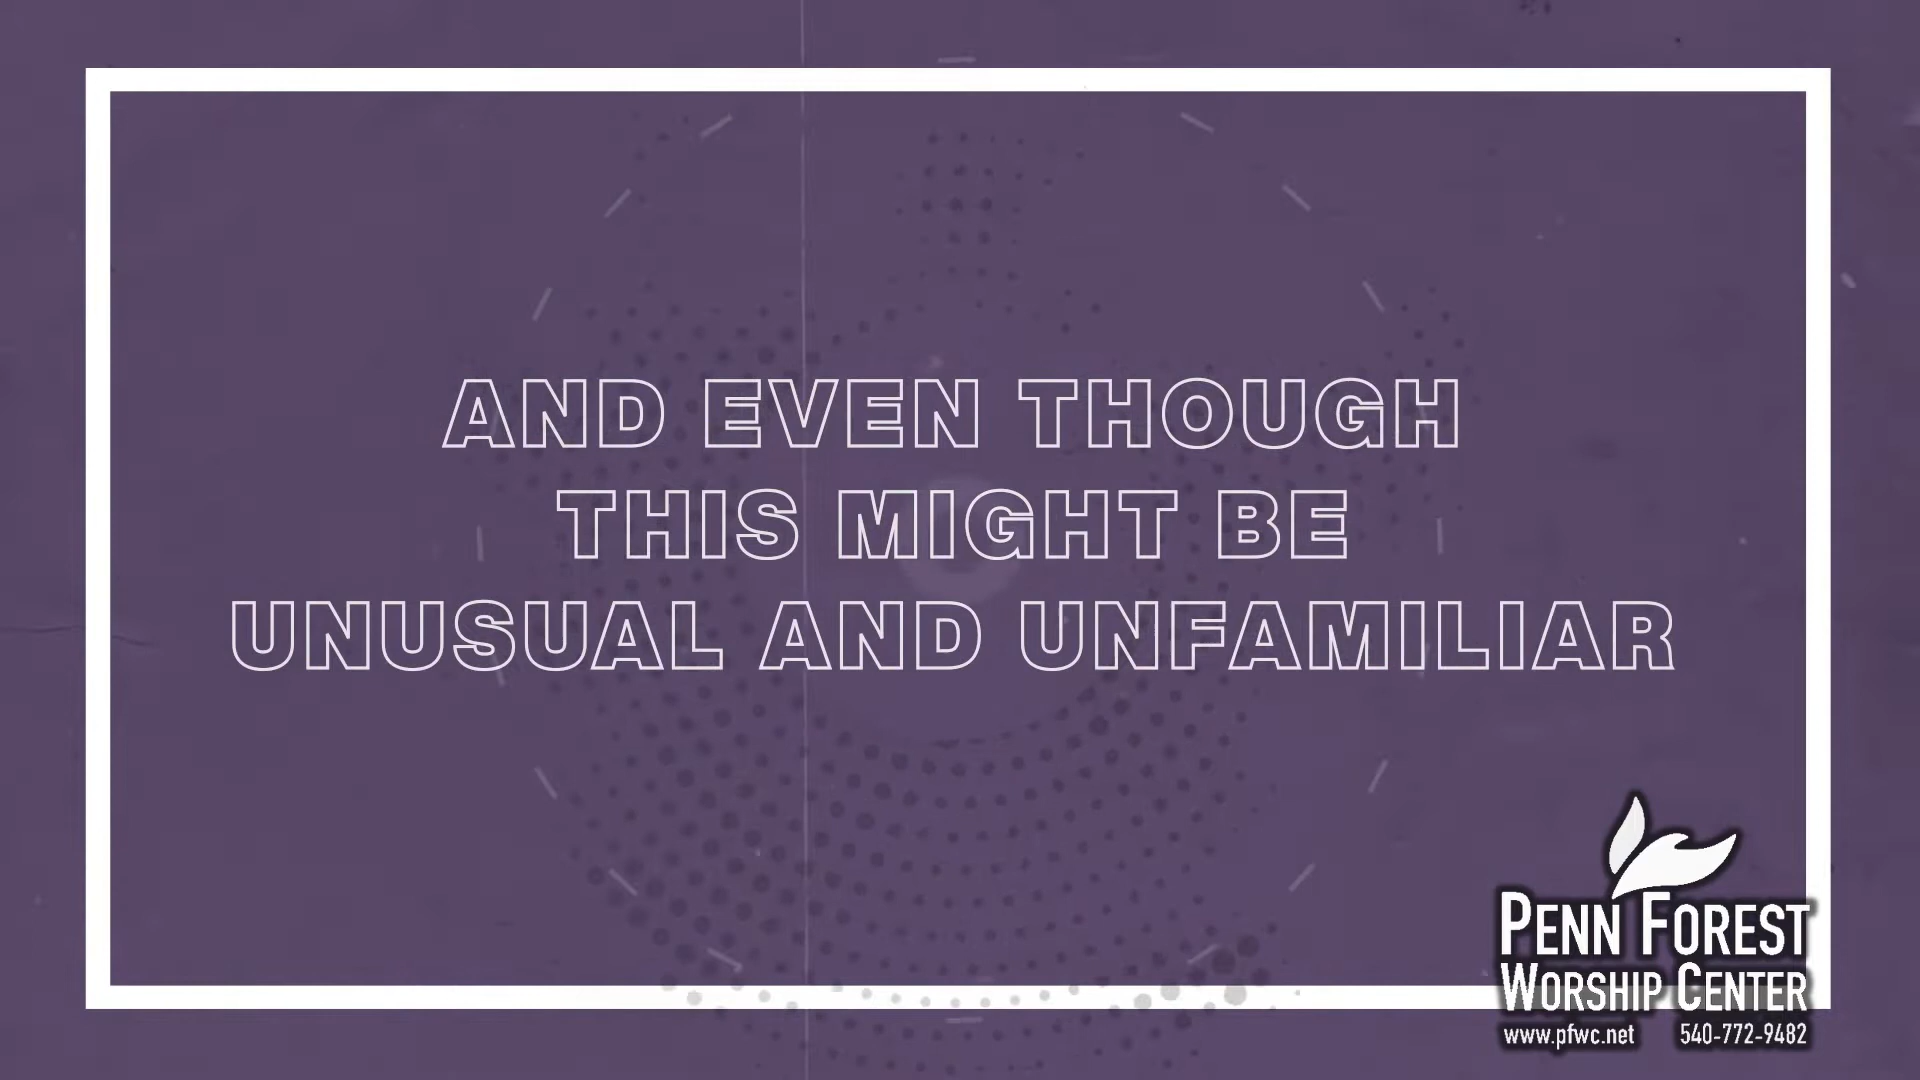 AND EVEN THOUGH
THIS MIGHT BE
UNUSUAL AND UNFAMILIAR
PENN FOREST
WORSHIP CENTER
www.pfwc.net 540-772-9482